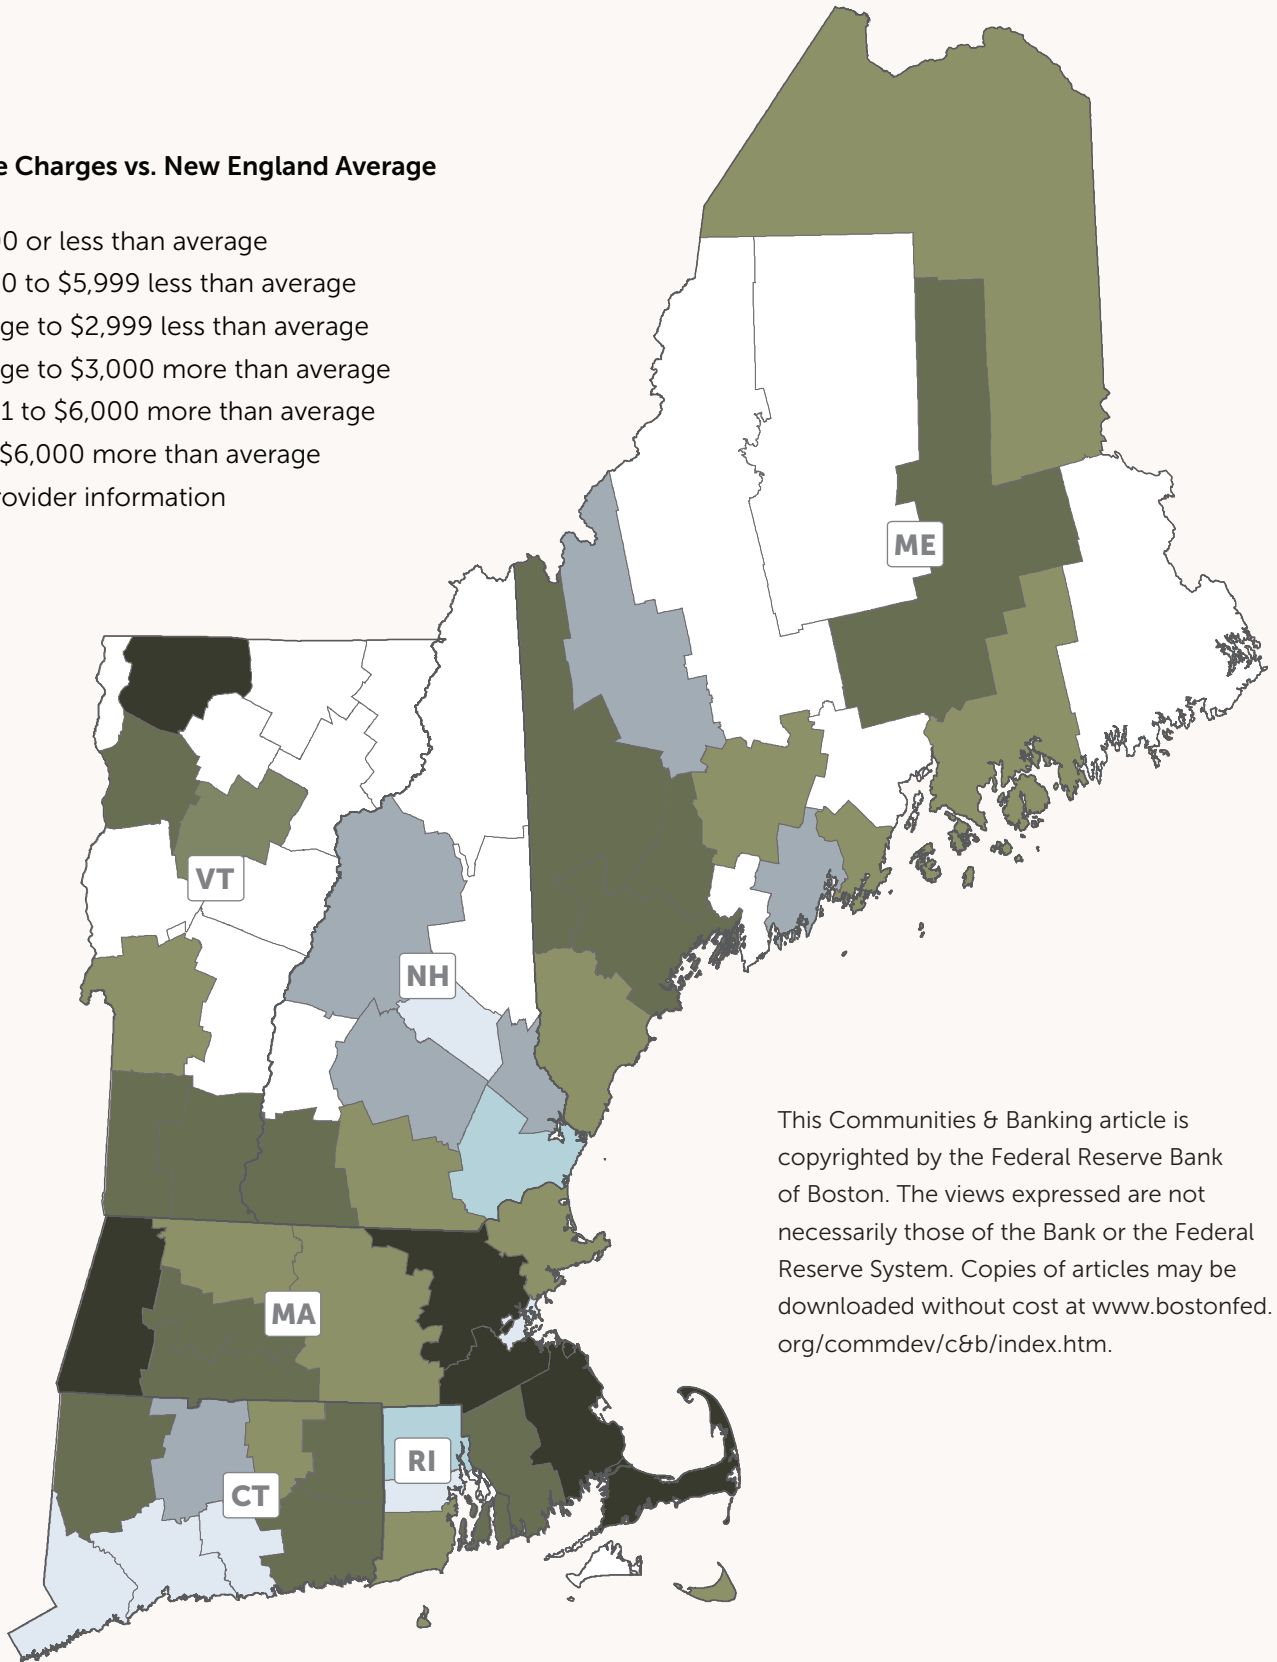 e Charges vs. New England Average
00 or less than average
0 to $5,999 less than average
ge to $2,999 less than average
ge to $3,000 more than average
1 to $6,000 more than average
$6,000 more than average
rovider information
ME
VT
NH
MA
RI
CT
This Communities & Banking article is
copyrighted by the Federal Reserve Bank
of Boston. The views expressed are not
necessarily those of the Bank or the Federal
Reserve System. Copies of articles may be
downloaded without cost at www.bostonfed.
org/commdev/c&b/index.htm.